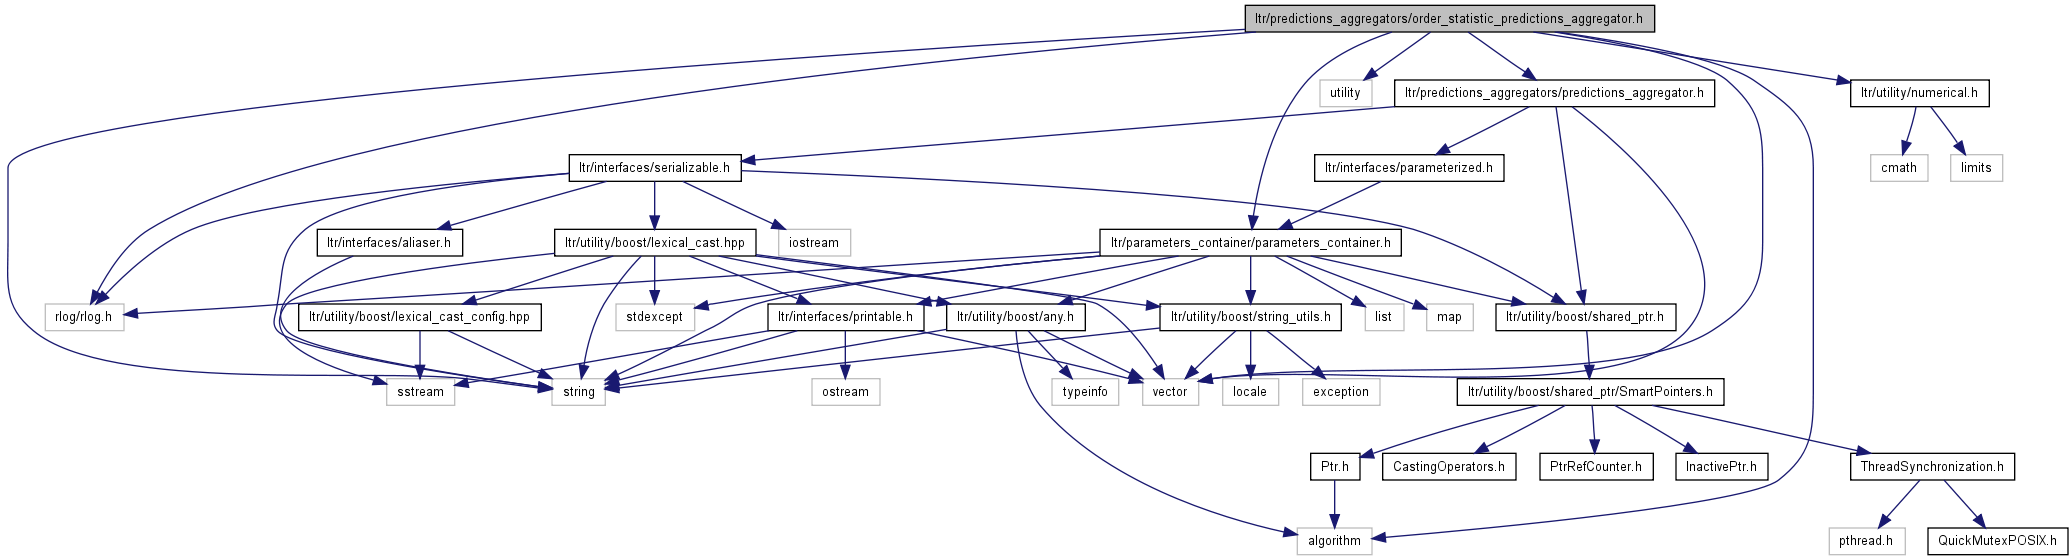 ltr/predictions_aggregators/order_statistic_predictions_aggregator.h
utility
ltr/predictions_aggregators/predictions_aggregator.h
ltr/utility/numerical.h
ltr/interfaces/serializable.h
ltr/interfaces/parameterized.h
cmath
limits
ltr/interfaces/aliaser.h
ltr/utility/boost/lexical_cast.hpp
iostream
ltr/parameters_container/parameters_container.h
rlog/rlog.h
ltr/utility/boost/lexical_cast_config.hpp
stdexcept
ltr/interfaces/printable.h
ltr/utility/boost/any.h
ltr/utility/boost/string_utils.h
list
map
ltr/utility/boost/shared_ptr.h
sstream
string
ostream
typeinfo
vector
locale
exception
ltr/utility/boost/shared_ptr/SmartPointers.h
Ptr.h
CastingOperators.h
PtrRefCounter.h
InactivePtr.h
ThreadSynchronization.h
algorithm
pthread.h
QuickMutexPOSIX.h